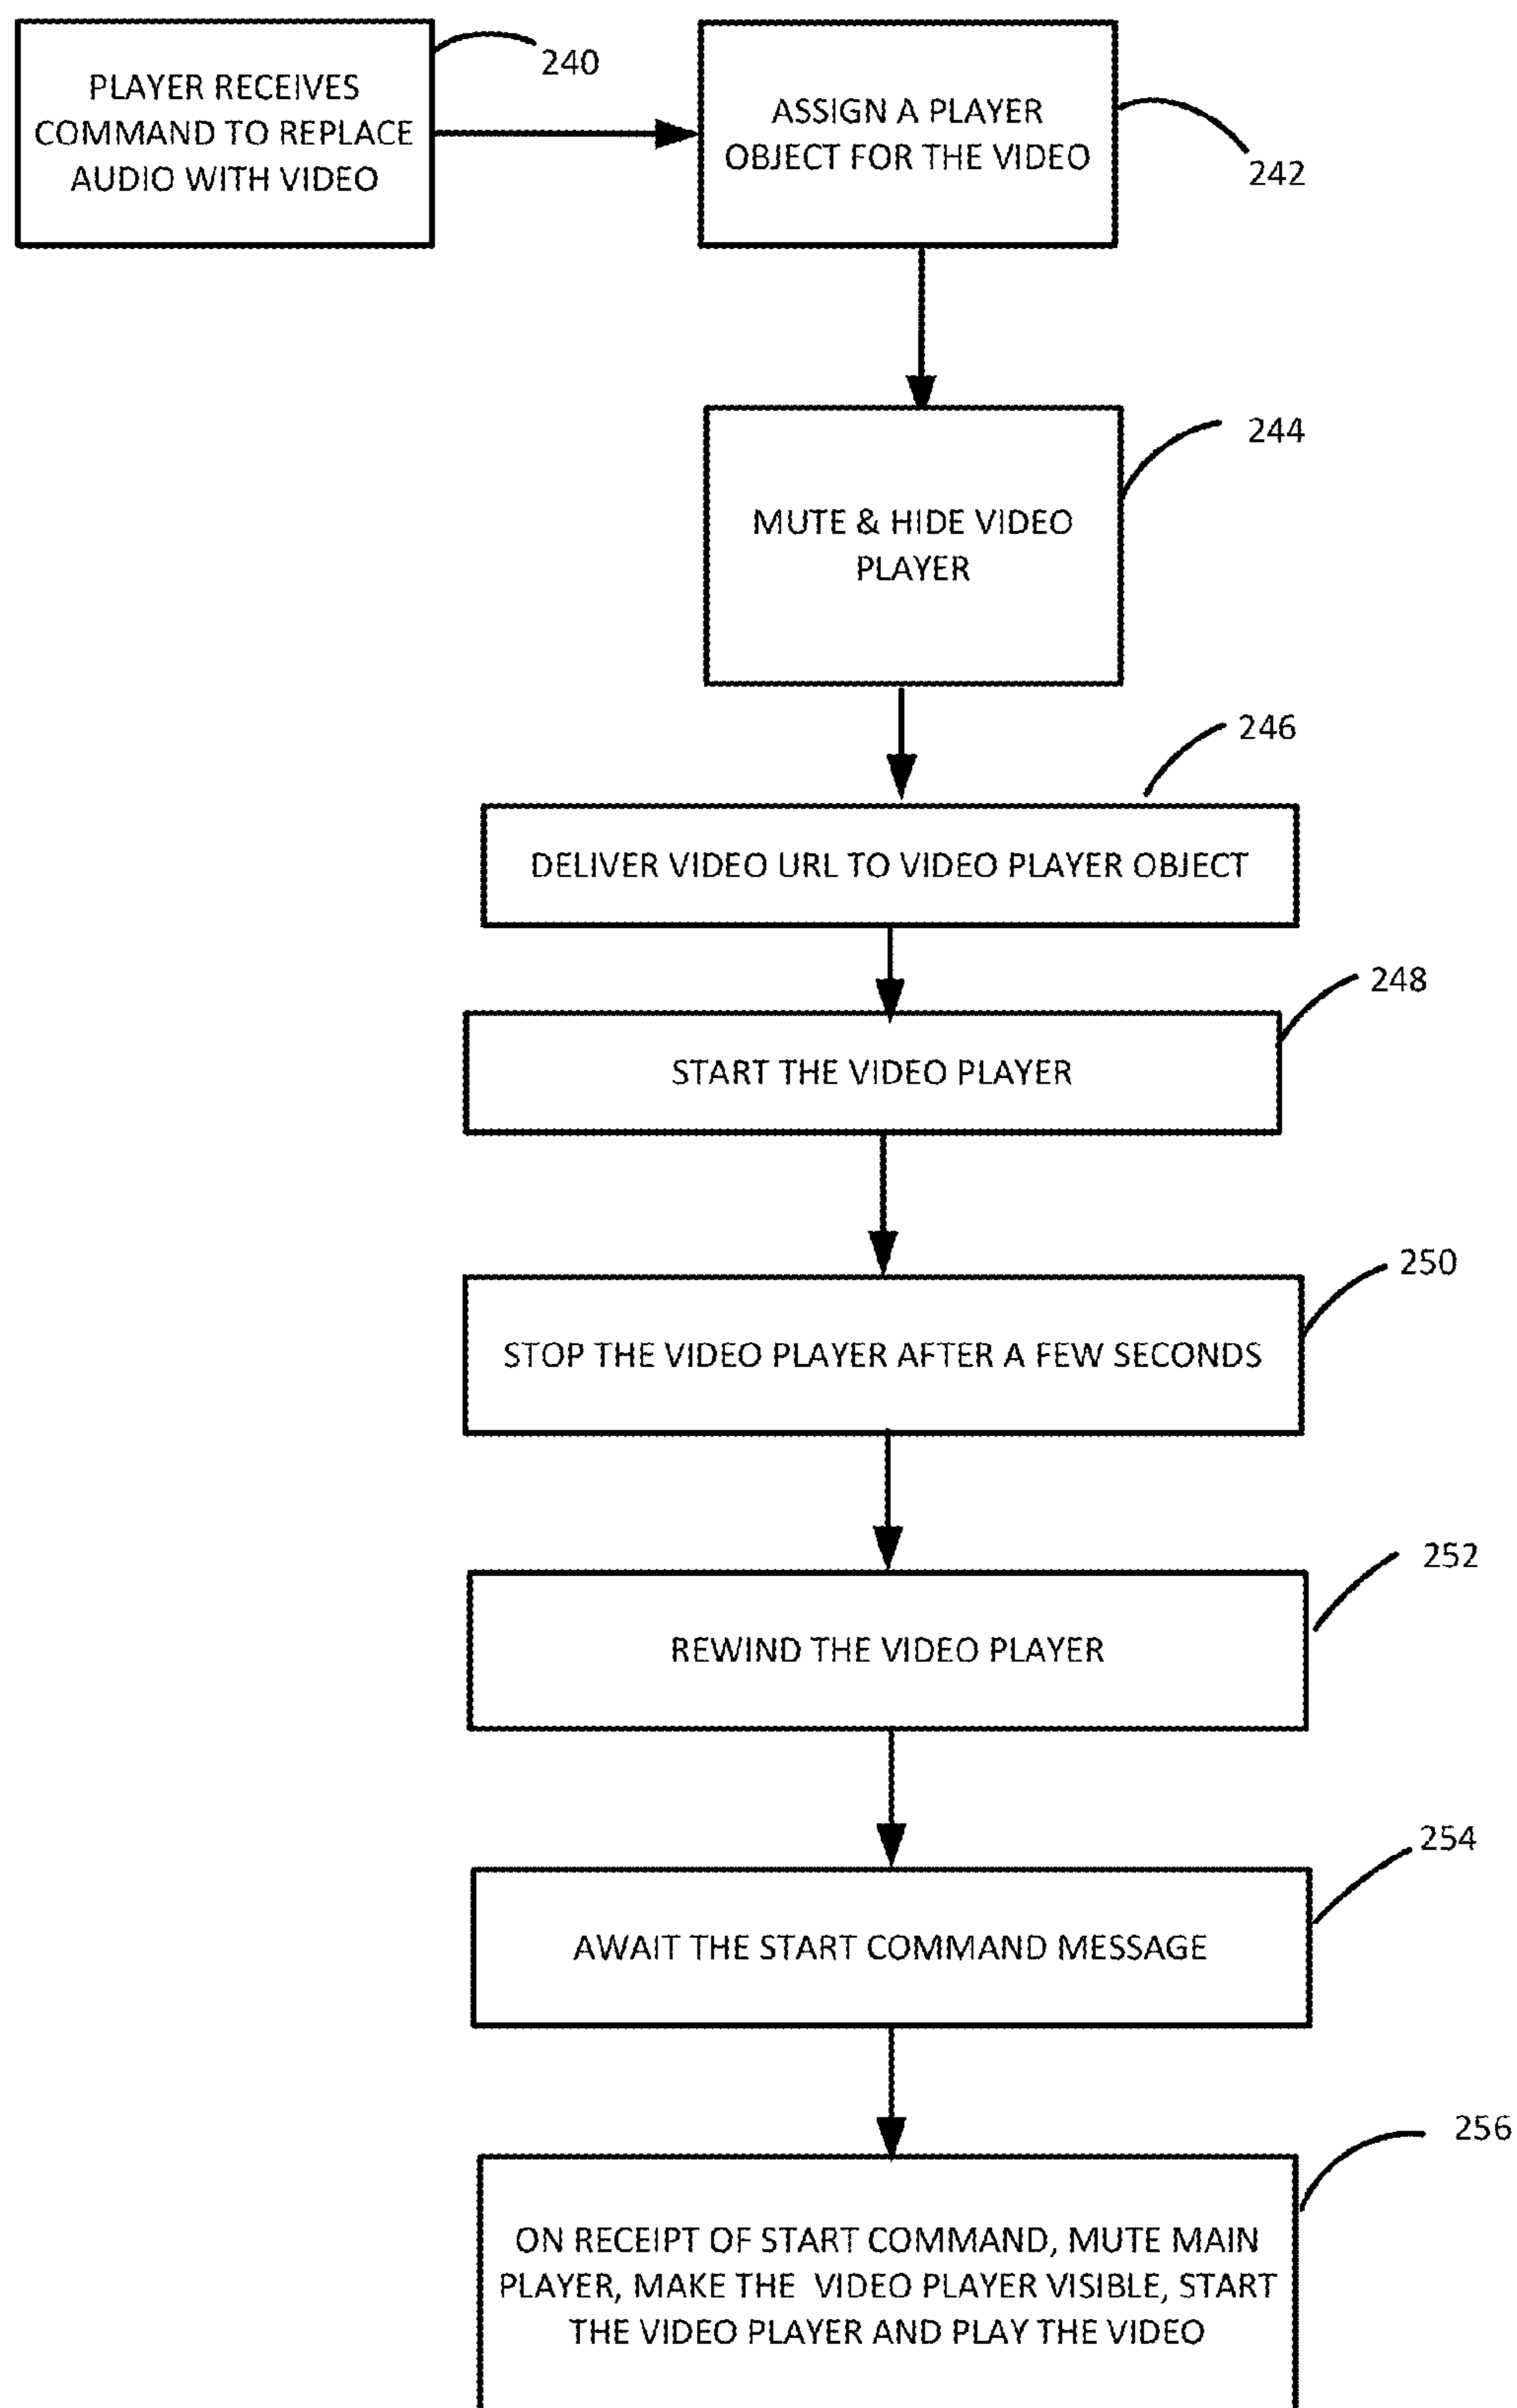 PLAYER RECEIVES
COMMAND TO REPLACE
AUDIO WITH VIDEO
240
ASSIGN A PLAYER
OBJECT FOR THE VIDEO
242
244
MUTE & HIDE VIDEO
PLAYER
246
DELIVER VIDEO URL TO VIDEO PLAYER OBJECT
248
START THE VIDEO PLAYER
250
STOP THE VIDEO PLAYER AFTER A FEW SECONDS
252
REWIND THE VIDEO PLAYER
254
AWAIT THE START COMMAND MESSAGE
256
ON RECEIPT OF START COMMAND, MUTE MAIN
PLAYER, MAKE THE VIDEO PLAYER VISIBLE, START
THE VIDEO PLAYER AND PLAY THE VIDEO